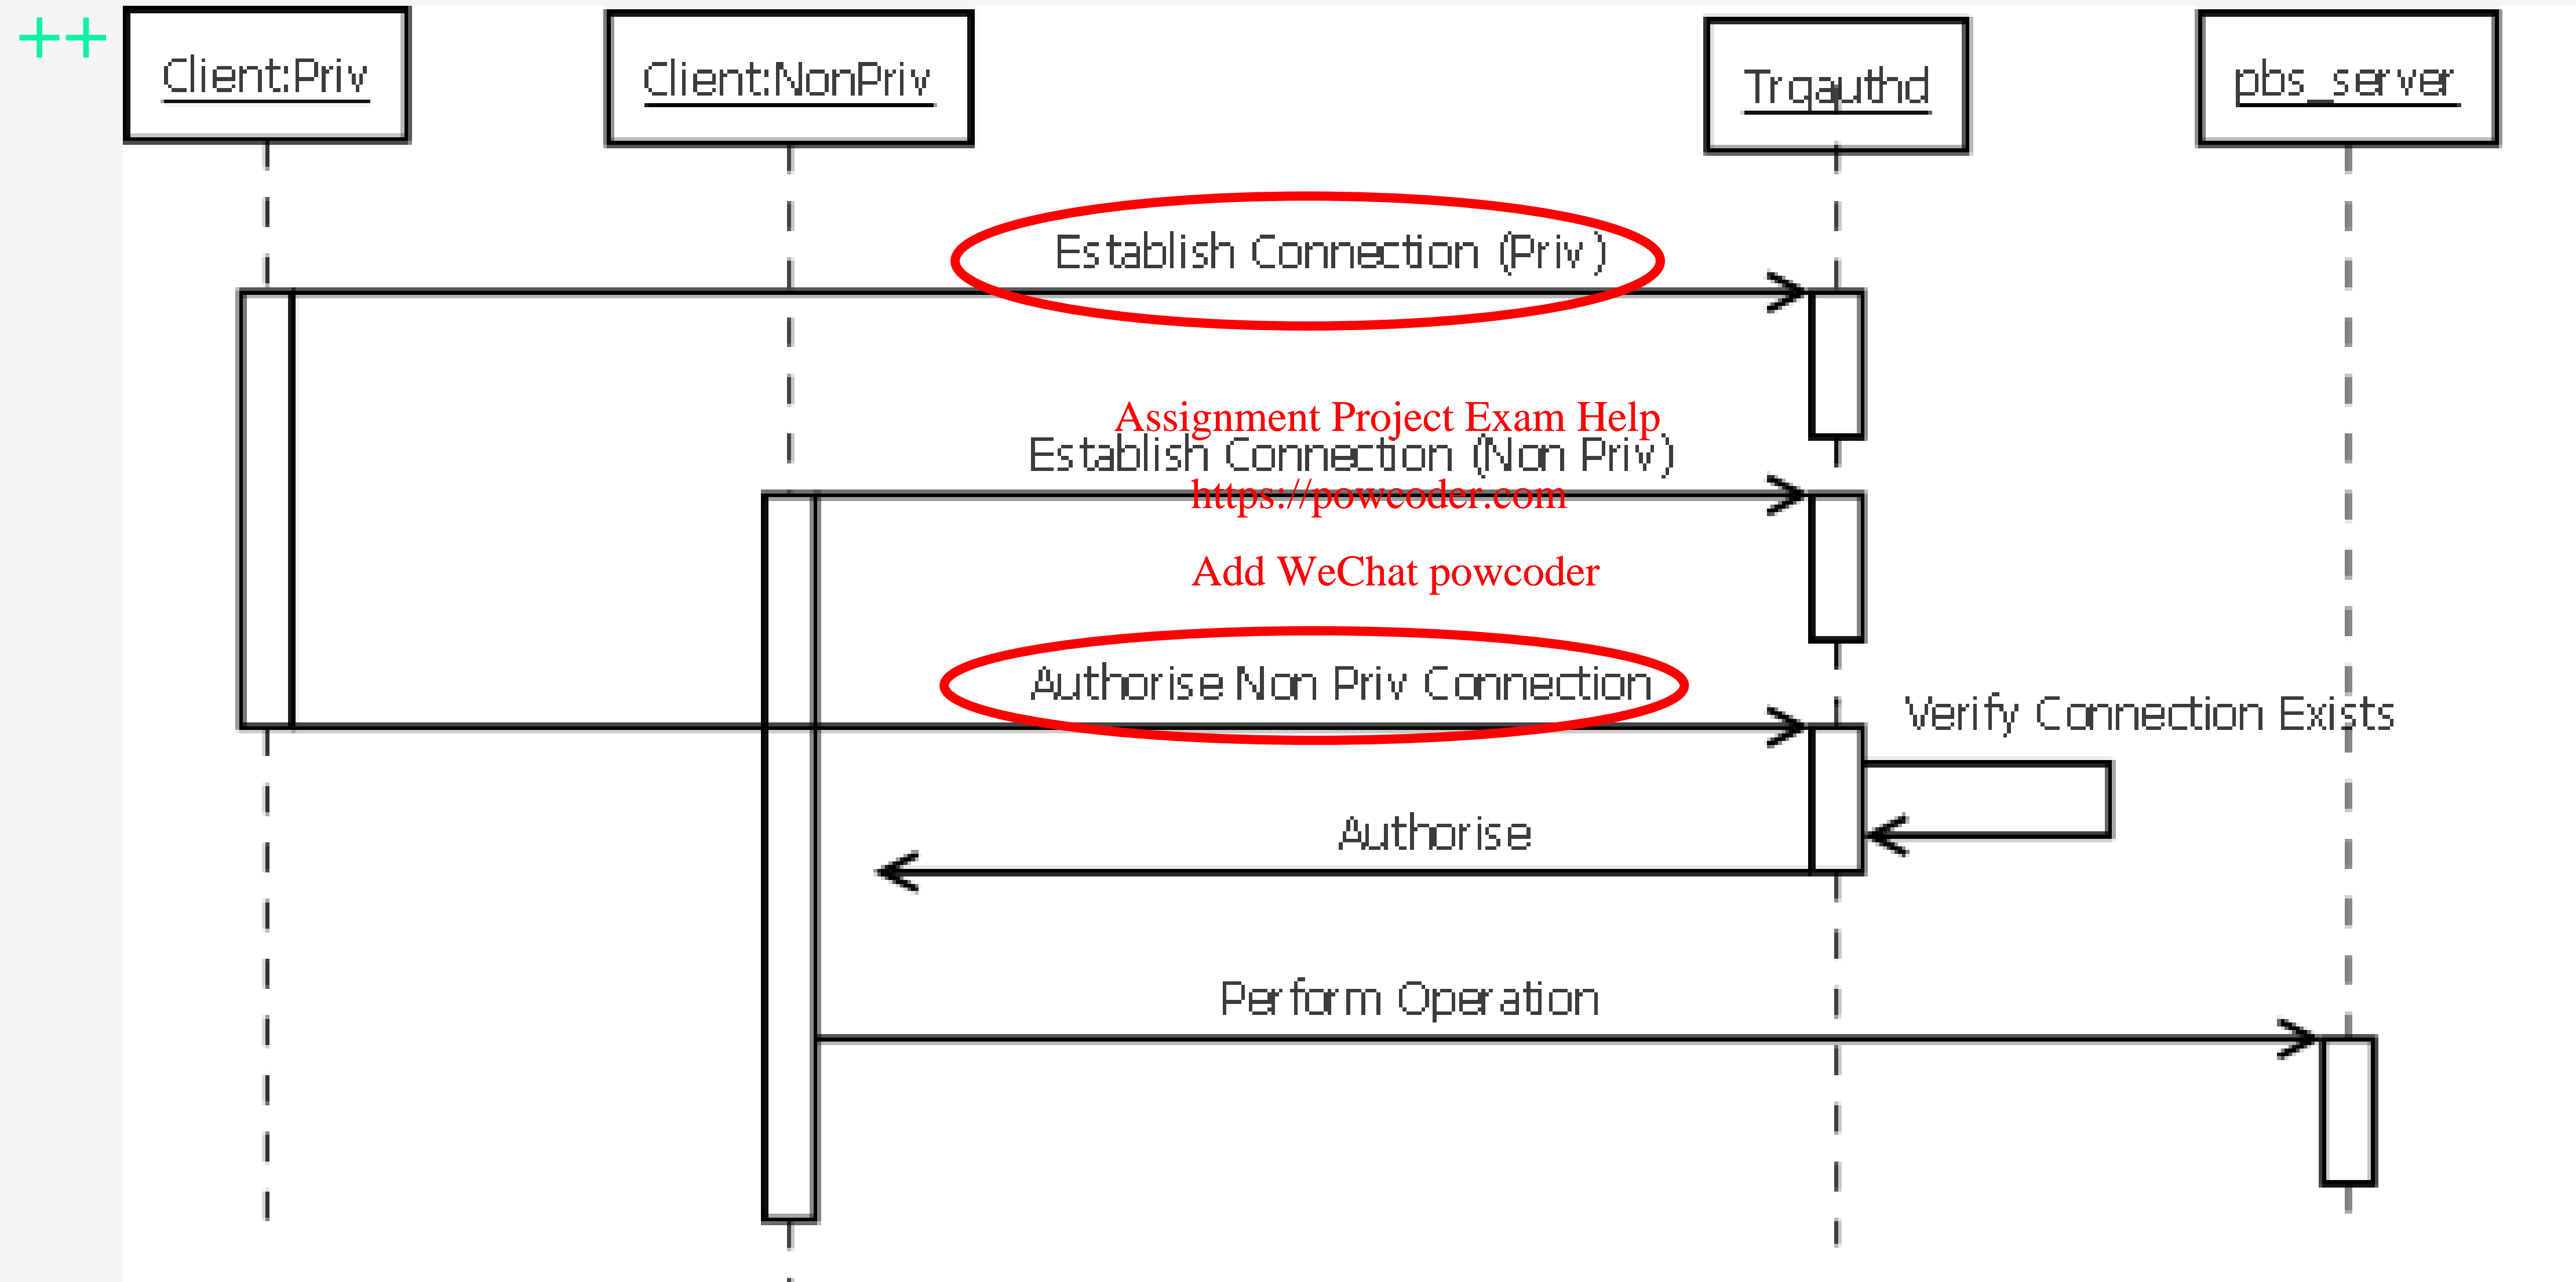 ++
Client:Priv
Client:NonPriv
Trqauthd
pbs_server
Establish Connection (Priv)
Assignment Project Exam Help
Establish Connection (Non Priv)
https://powcoder.com
Add WeChat powcoder
Authorise Non Priv Connection
Verify Connection Exists
Authorise
Perform Operation